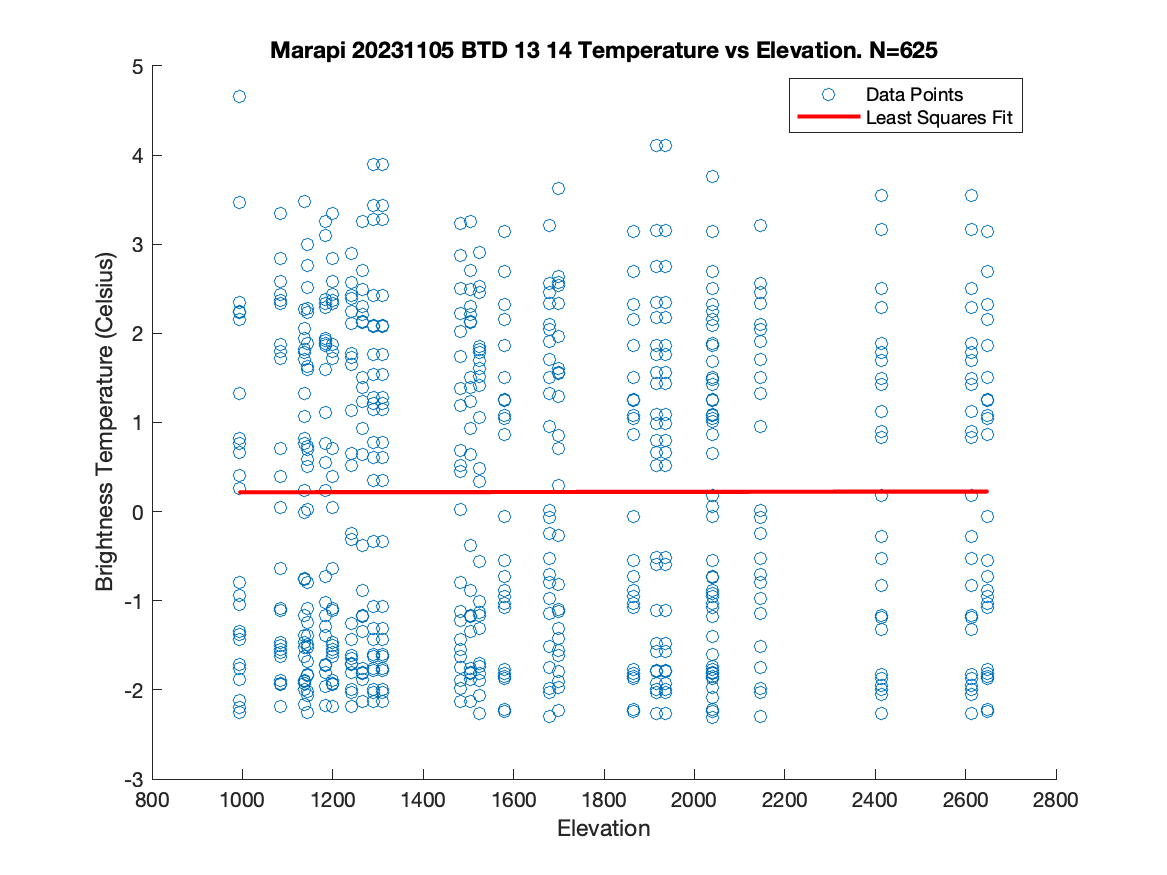 Marapi 20231105 BTD 13 14 Temperature vs Elevation. N=625
Data Points
Least Squares Fit
Brightness Temperature (Celsius)
5
4
3
2
1
0
-1
-2
-3
800 1000 1200 1400 1600 1800 2000 2200 2400 2600 2800
Elevation